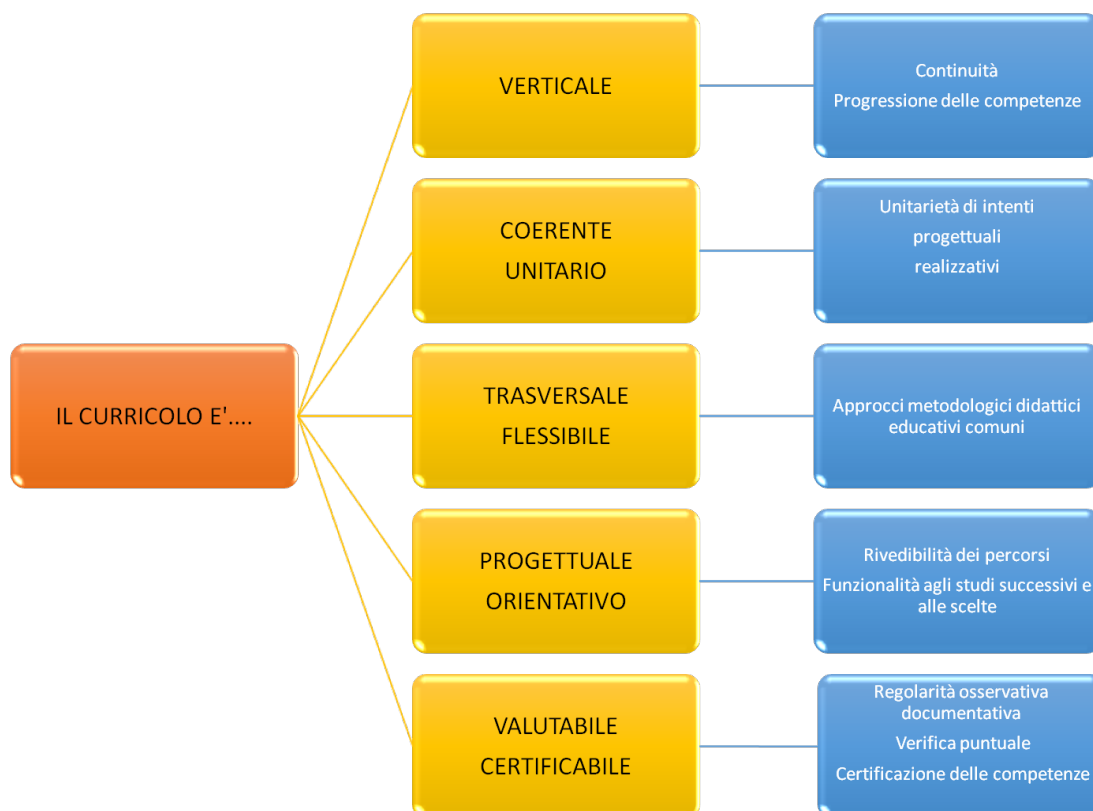 IL CURRICOLO E'....
VERTICALE
Continuità
Progressione delle competenze
COERENTE
UNITARIO
Unitarietà di intenti
progettuali
realizzativi
TRASVERSALE
FLESSIBILE
Approcci metodologici didattici
educativi comuni
PROGETTUALE
ORIENTATIVO
Rivedibilità dei percorsi
Funzionalità agli studi successivi e
alle scelte
VALUTABILE
CERTIFICABILE
Regolarità osservativa
documentativa
Verifica puntuale
Certificazione delle competenze